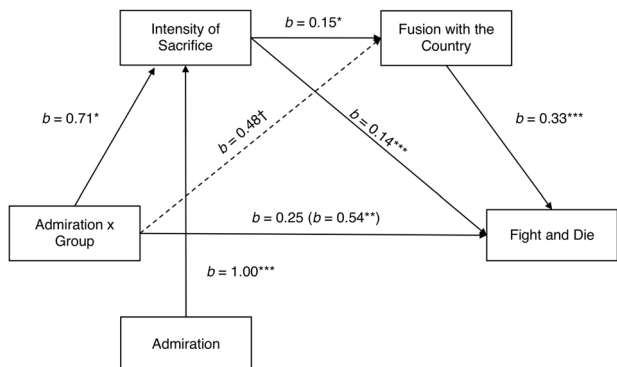 Intensity of
Sacrifice
b = 0.15*
Fusion with the
Country
b = 0.71*
b = 0.48†
b = 0.14***
b = 0.33***
Admiration x
Group
b = 0.25 (b = 0.54**)
Fight and Die
b = 1.00***
Admiration